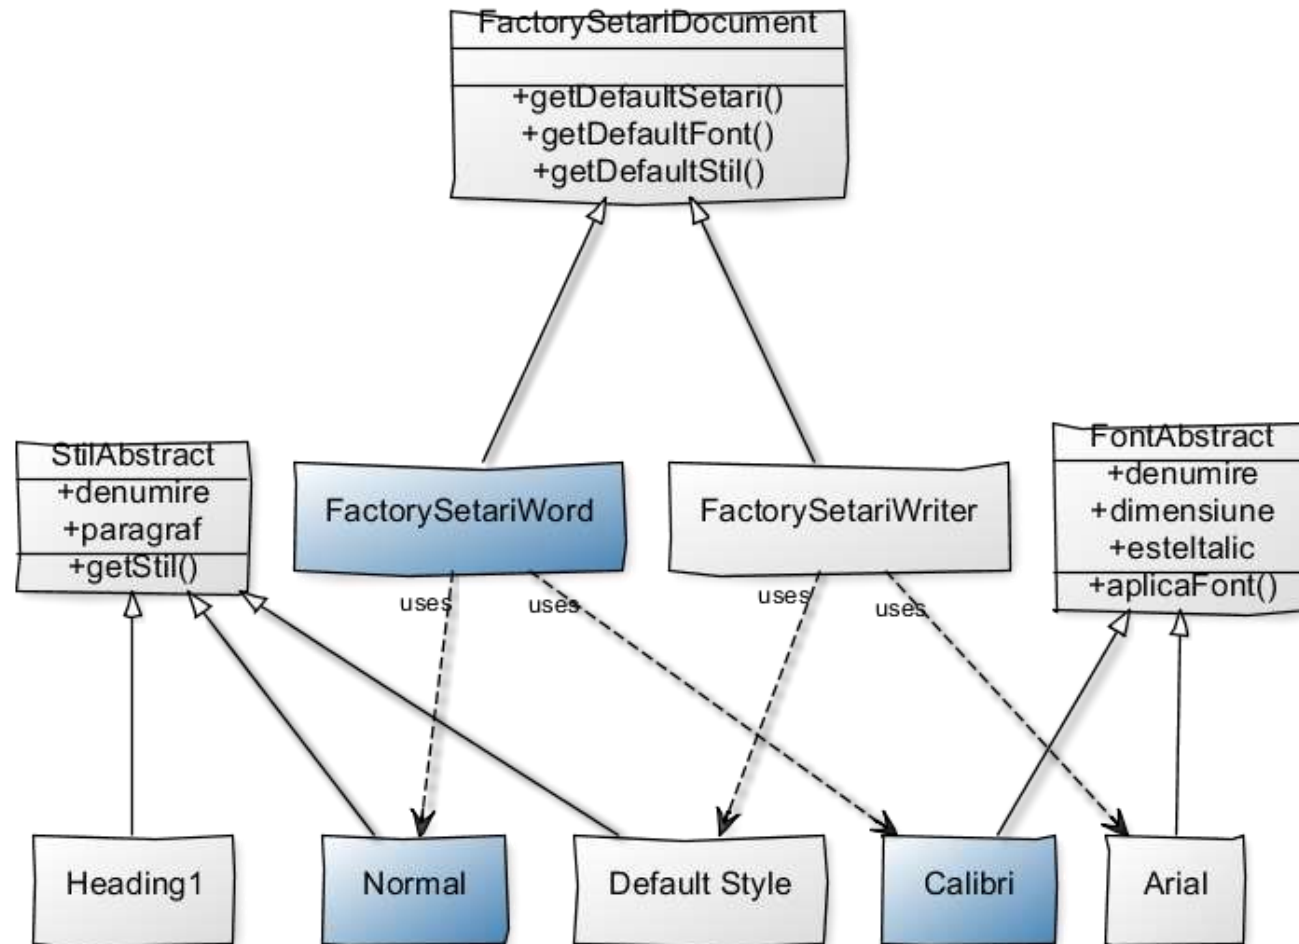 FactorySetariDocument
+getDefaultSetari()
+getDefaultFont()
+getDefaultStil()
StilAbstract
+denumire
+paragraf
+getStil()
FactorySetariWord
FactorySetariWriter
FontAbstract
+denumire
+dimensiune
+esteItalic
+aplicaFont()
uses
uses
uses
uses
Heading1
Normal
Default Style
Calibri
Arial